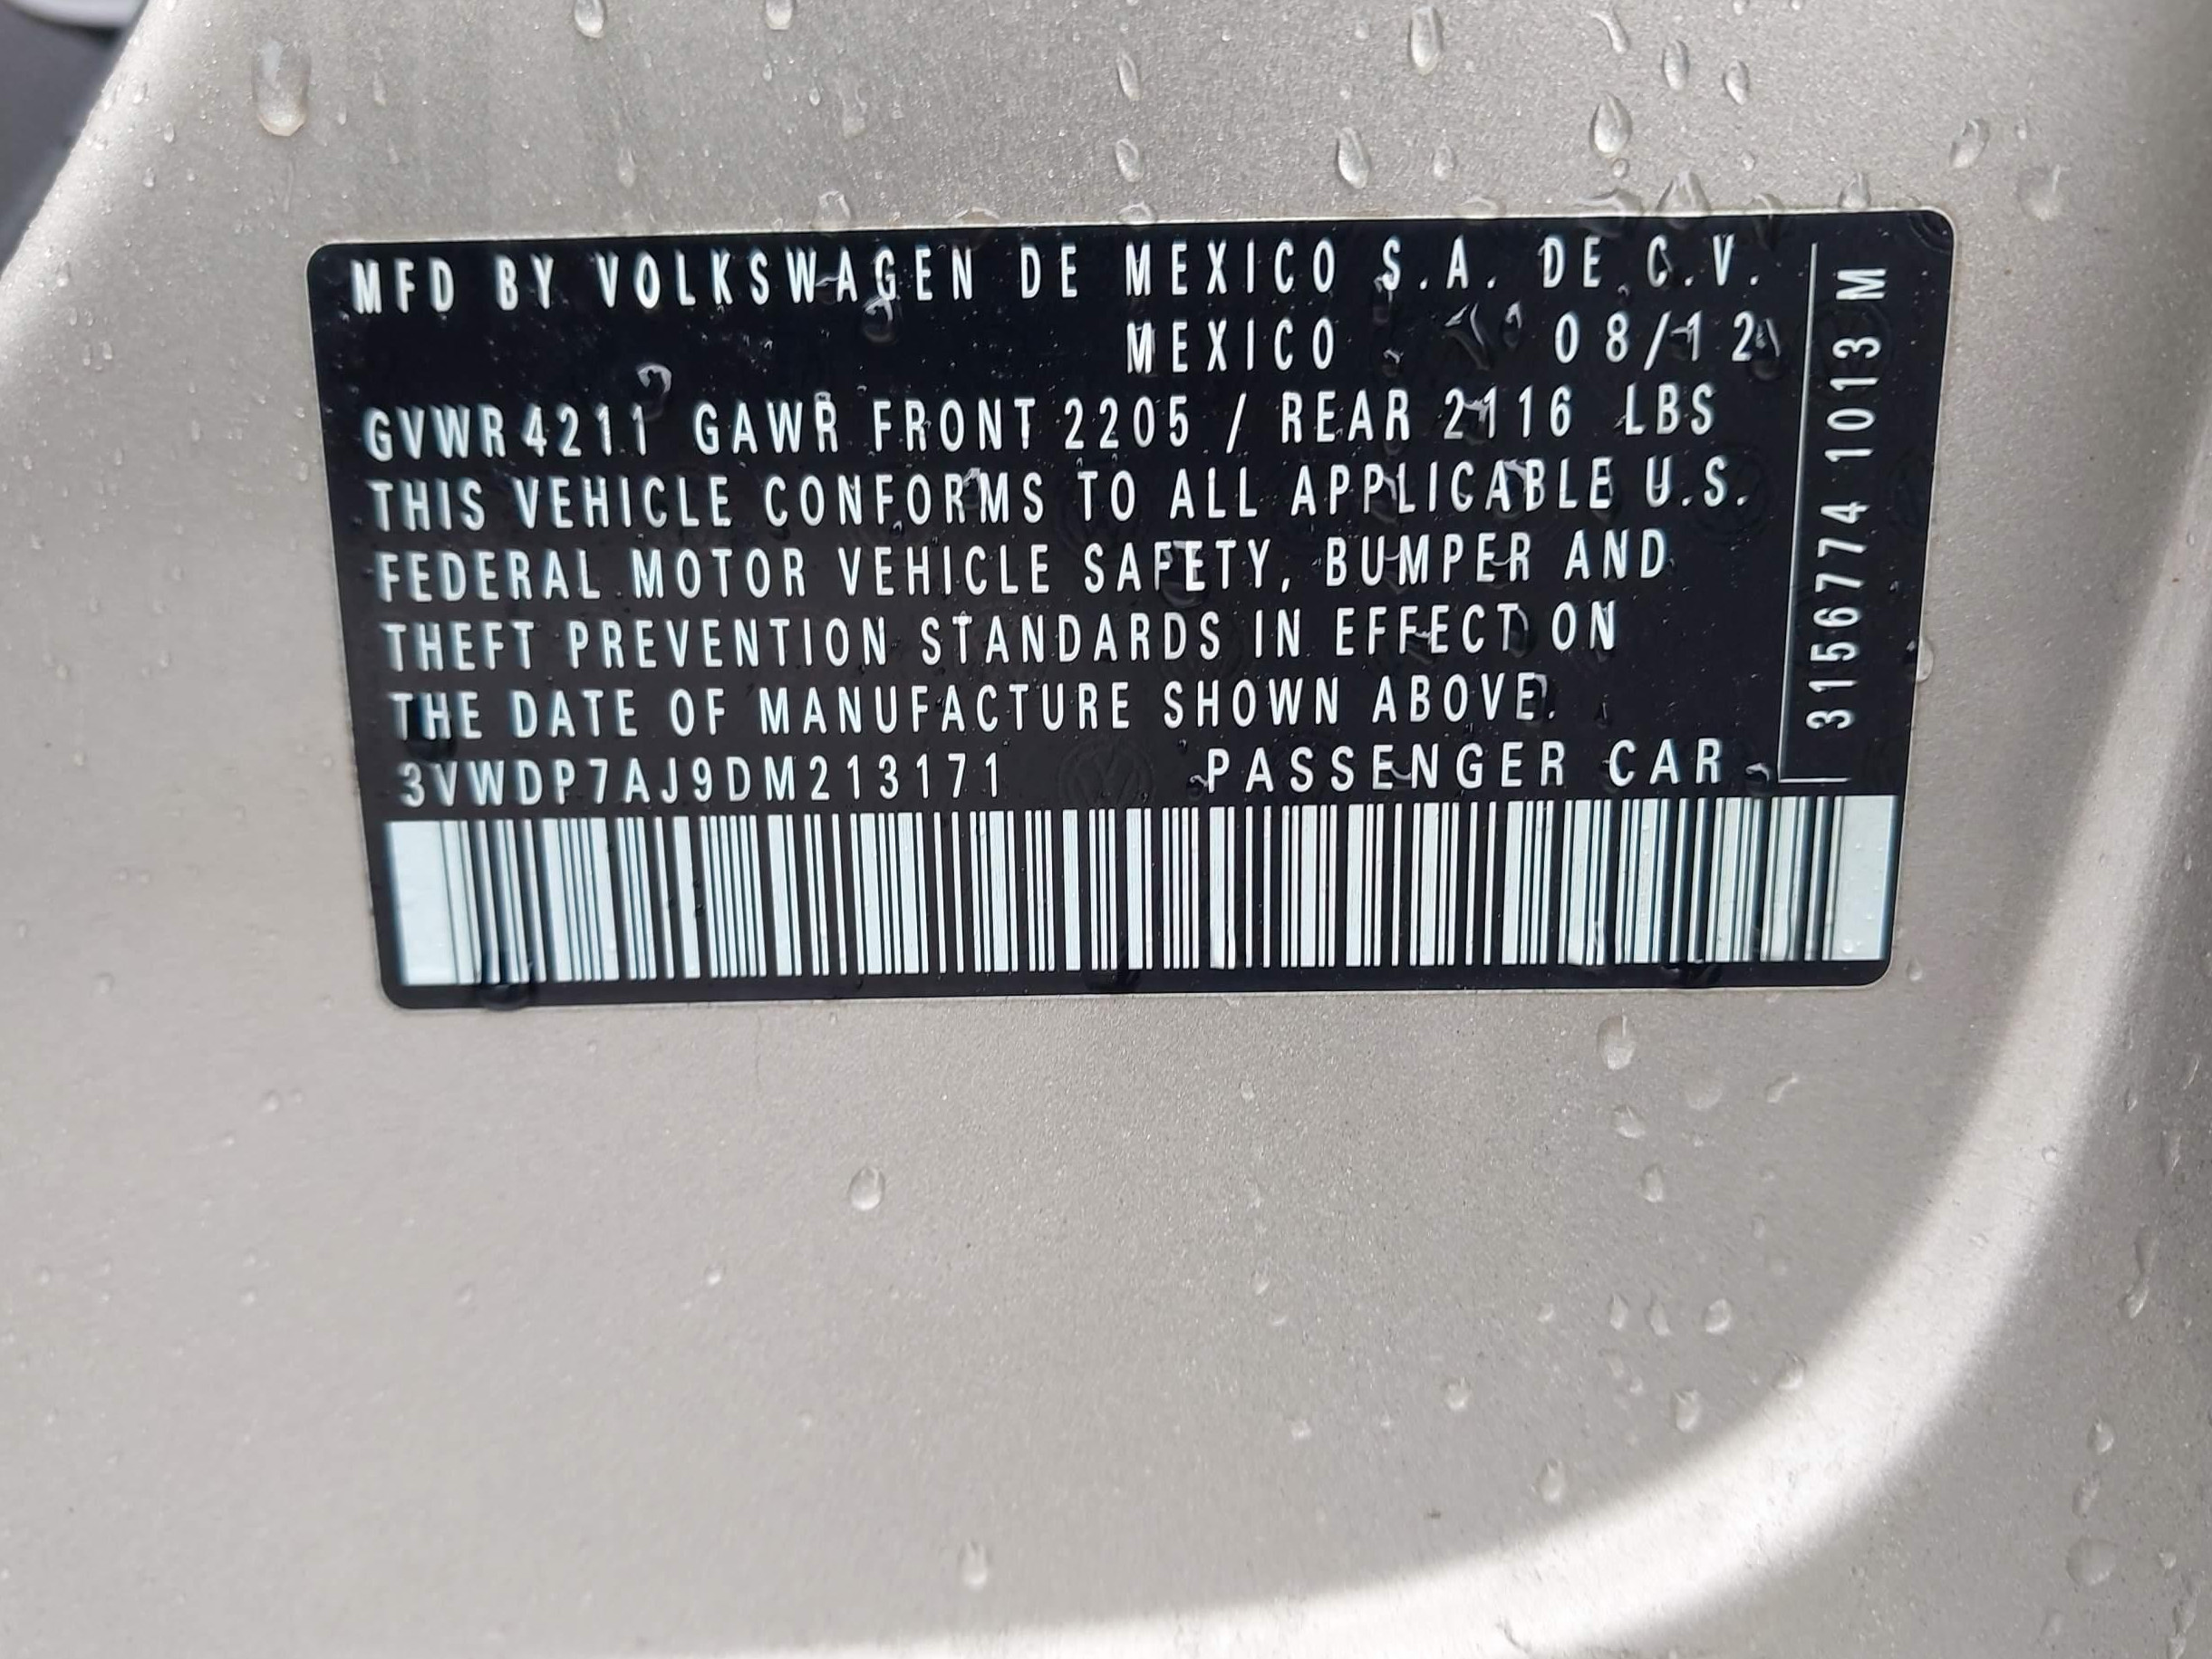 MFD BY VOLKSWAGEN DE MEXICO S.A. DE C.V.
MEXICO 08/12
GVWR 4211 GAWR FRONT 2205 / REAR 2116 LBS
THIS VEHICLE CONFORMS TO ALL APPLICABLE U.S.
FEDERAL MOTOR VEHICLE SAFETY, BUMPER AND
THEFT PREVENTION STANDARDS IN EFFECT ON
THE DATE OF MANUFACTURE SHOWN ABOVE.
3VWDP7AJ9DM213171 PASSENGER CAR
3156774 1013 M